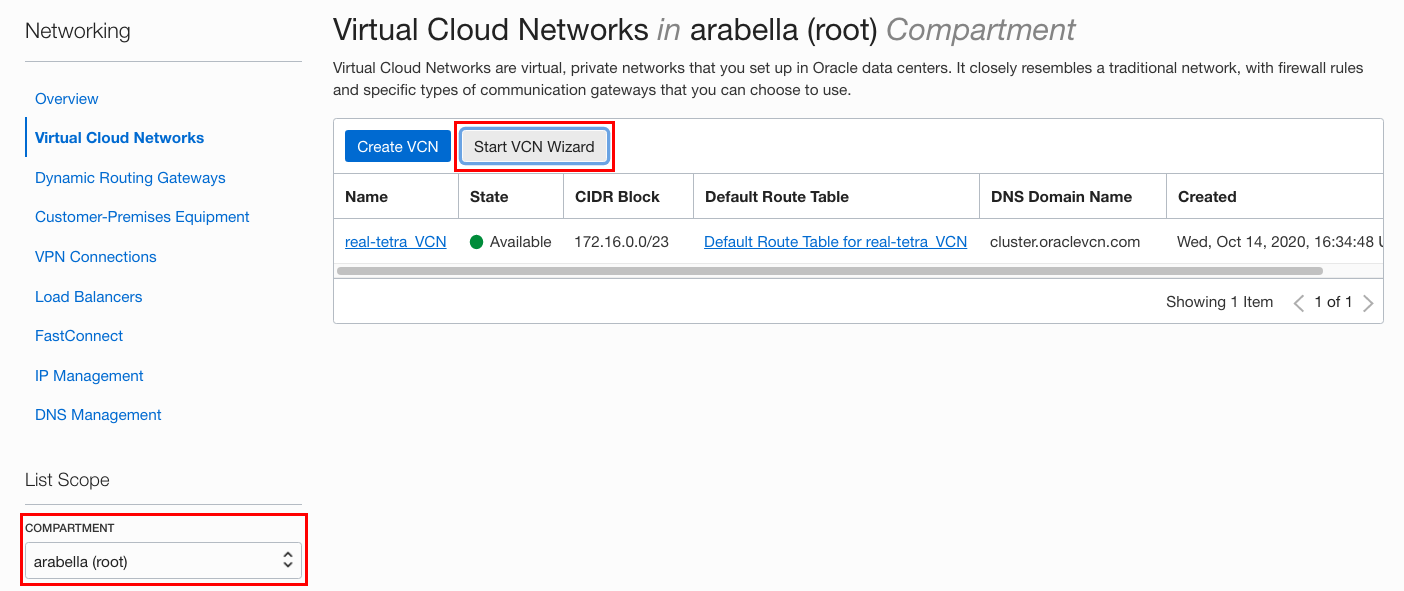 Networking
Overview
Virtual Cloud Networks
Dynamic Routing Gateways
Customer-Premises Equipment
VPN Connections
Load Balancers
FastConnect
IP Management
DNS Management
List Scope
COMPARTMENT
arabella (root)
Virtual Cloud Networks in arabella (root) Compartment
Virtual Cloud Networks are virtual, private networks that you set up in Oracle data centers. It closely resembles a traditional network, with firewall rules
and specific types of communication gateways that you can choose to use.
Create VCN Start VCN Wizard
Name State CIDR Block Default Route Table DNS Domain Name Created
real-tetra_VCN Available 172.16.0.0/23 Default Route Table for real-tetra_VCN cluster.oraclevcn.com Wed, Oct 14, 2020, 16:34:48
Showing 1 Item 1 of 1